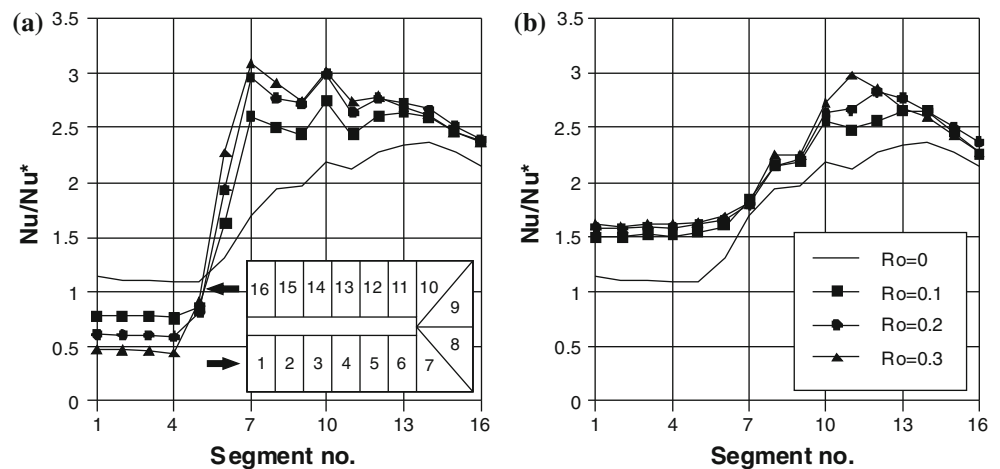 (a)
3.5
3
2.5
2
1.5
1
0.5
0
Nu/Nu*
1 4 7 10 13 16
Segment no.
16 15 14 13 12 11 10
9
8
1 2 3 4 5 6 7
(b)
3.5
3
2.5
2
1.5
1
0.5
0
Nu/Nu*
1 4 7 10 13 16
Segment no.
Ro=0
Ro=0.1
Ro=0.2
Ro=0.3